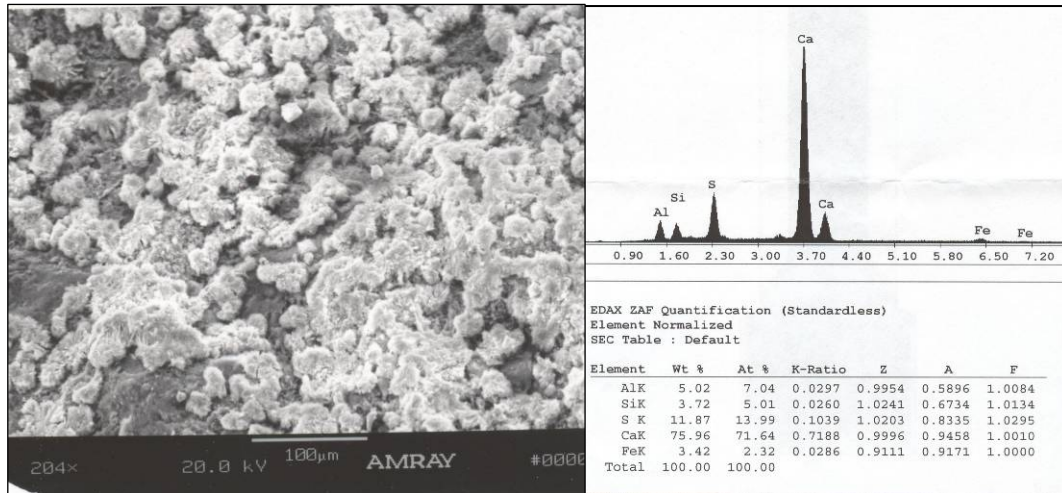 204×
20.0 kV
100µm
AMRAY
#0000
Ca
S
Si
Al
Ca
Fe
Fe
0.90 1.60 2.30 3.00 3.70 4.40 5.10 5.80 6.50 7.20
EDAX ZAF Quantification (Standardless)
Element Normalized
SEC Table : Default
Element Wt % At % K-Ratio Z A F
AlK 5.02 7.04 0.0297 0.9954 0.5896 1.0084
SiK 3.72 5.01 0.0260 1.0241 0.6734 1.0134
S K 11.87 13.99 0.1039 1.0203 0.8335 1.0295
CaK 75.96 71.64 0.7188 0.9996 0.9458 1.0010
FeK 3.42 2.32 0.0286 0.9111 0.9171 1.0000
Total 100.00 100.00